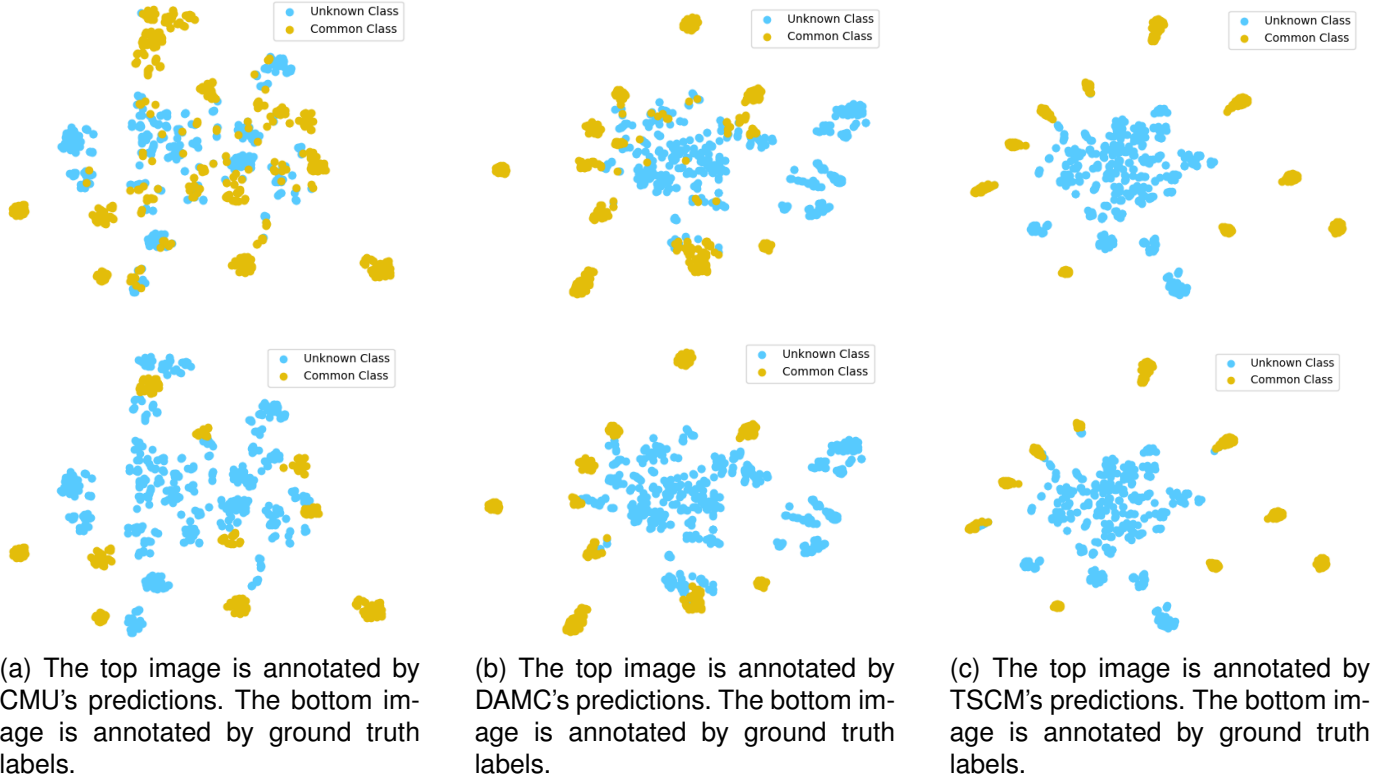 Unknown Class
Common Class
Unknown Class
Common Class
Unknown Class
Common Class
Unknown Class
Common Class
Unknown Class
Common Class
Unknown Class
Common Class
(a) The top image is annotated by
CMU's predictions. The bottom im-
age is annotated by ground truth
labels.
(b) The top image is annotated by
DAMC's predictions. The bottom im-
age is annotated by ground truth
labels.
(c) The top image is annotated by
TSCM's predictions. The bottom im-
age is annotated by ground truth
labels.